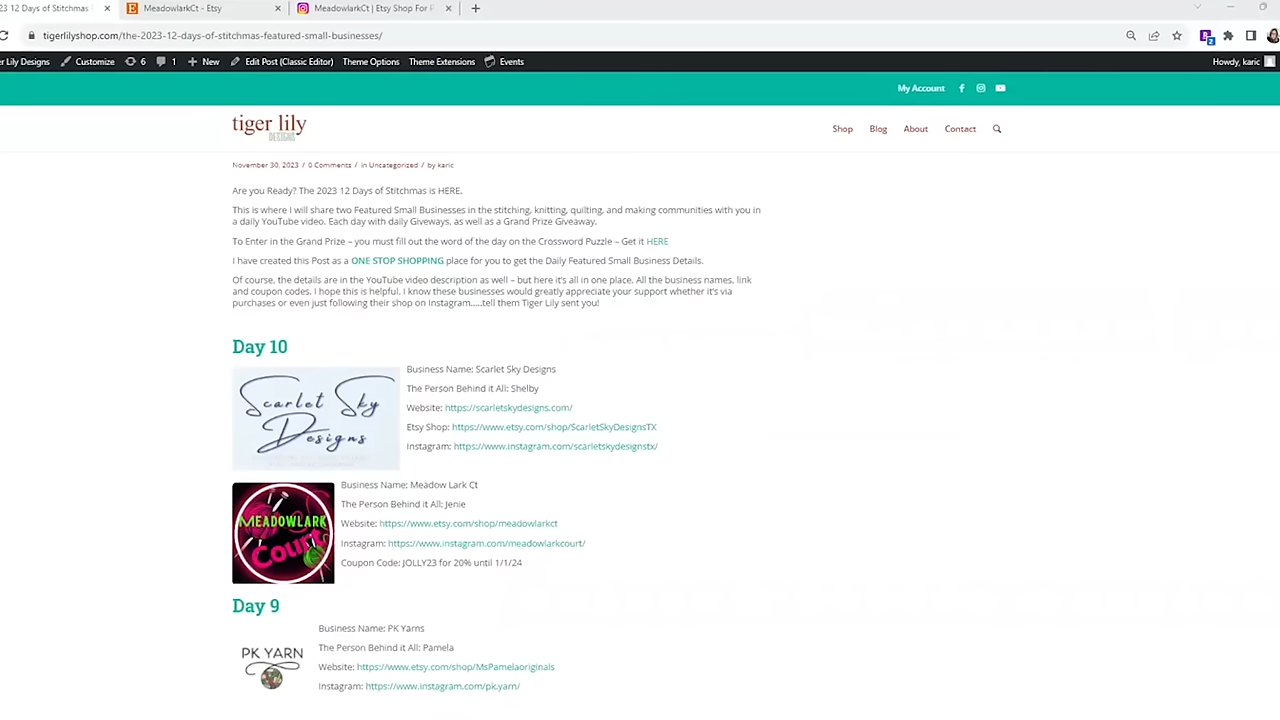 23 12 Days of Stitchmas
MeadowlarkCt - Etsy
MeadowlarkCt | Etsy Shop For
tigerlilyshop.com/the-2023-12-days-of-stitchmas-featured-small-businesses/
2
er Lily Designs
Customize
6
1
New
Edit Post (Classic Editor)
Theme Options
Theme Extensions
Events
Howdy, karic
My Account
tiger lily
DESIGNS
Shop
Blog
About
Contact
November 30, 2023 / 0 Comments / in Uncategorized / by karic
Are you Ready? The 2023 12 Days of Stitchmas is HERE.
This is where I will share two Featured Small Businesses in the stitching, knitting, quilting, and making communities with you in
a daily YouTube video. Each day with daily Giveways, as well as a Grand Prize Giveaway.
To Enter in the Grand Prize – you must fill out the word of the day on the Crossword Puzzle – Get it HERE
I have created this Post as a ONE STOP SHOPPING place for you to get the Daily Featured Small Business Details.
Of course, the details are in the YouTube video description as well – but here it's all in one place. All the business names, link
and coupon codes. I hope this is helpful. I know these businesses would greatly appreciate your support whether it's via
purchases or even just following their shop on Instagram.....tell them Tiger Lily sent you!
Day 10
Scarlet Sky
Designs
Business Name: Scarlet Sky Designs
The Person Behind it All: Shelby
Website: https://scarletskydesigns.com/
Etsy Shop: https://www.etsy.com/shop/ScarletSkyDesignsTX
Instagram: https://www.instagram.com/scarletskydesignstx/
MEADOWLARK
Court
Business Name: Meadow Lark Ct
The Person Behind it All: Jenie
Website: https://www.etsy.com/shop/meadowlarkct
Instagram: https://www.instagram.com/meadowlarkcourt/
Coupon Code: JOLLY23 for 20% until 1/1/24
Day 9
PK YARN
Business Name: PK Yarns
The Person Behind it All: Pamela
Website: https://www.etsy.com/shop/MsPamelaoriginals
Instagram: https://www.instagram.com/pk.yarn/